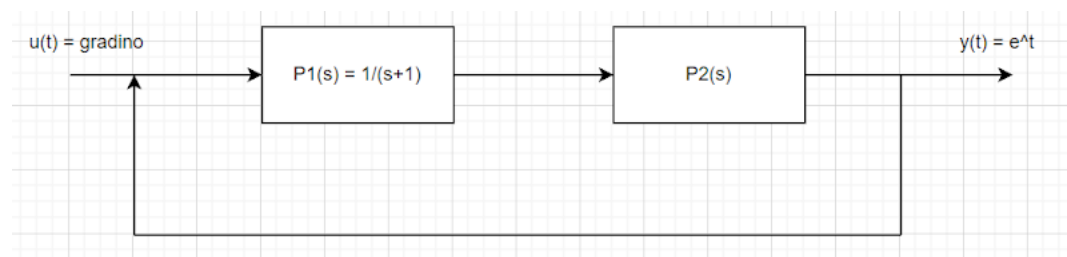 u(t) = gradino
P1(s) = 1/(s+1)
P2(s)
y(t) = e^t